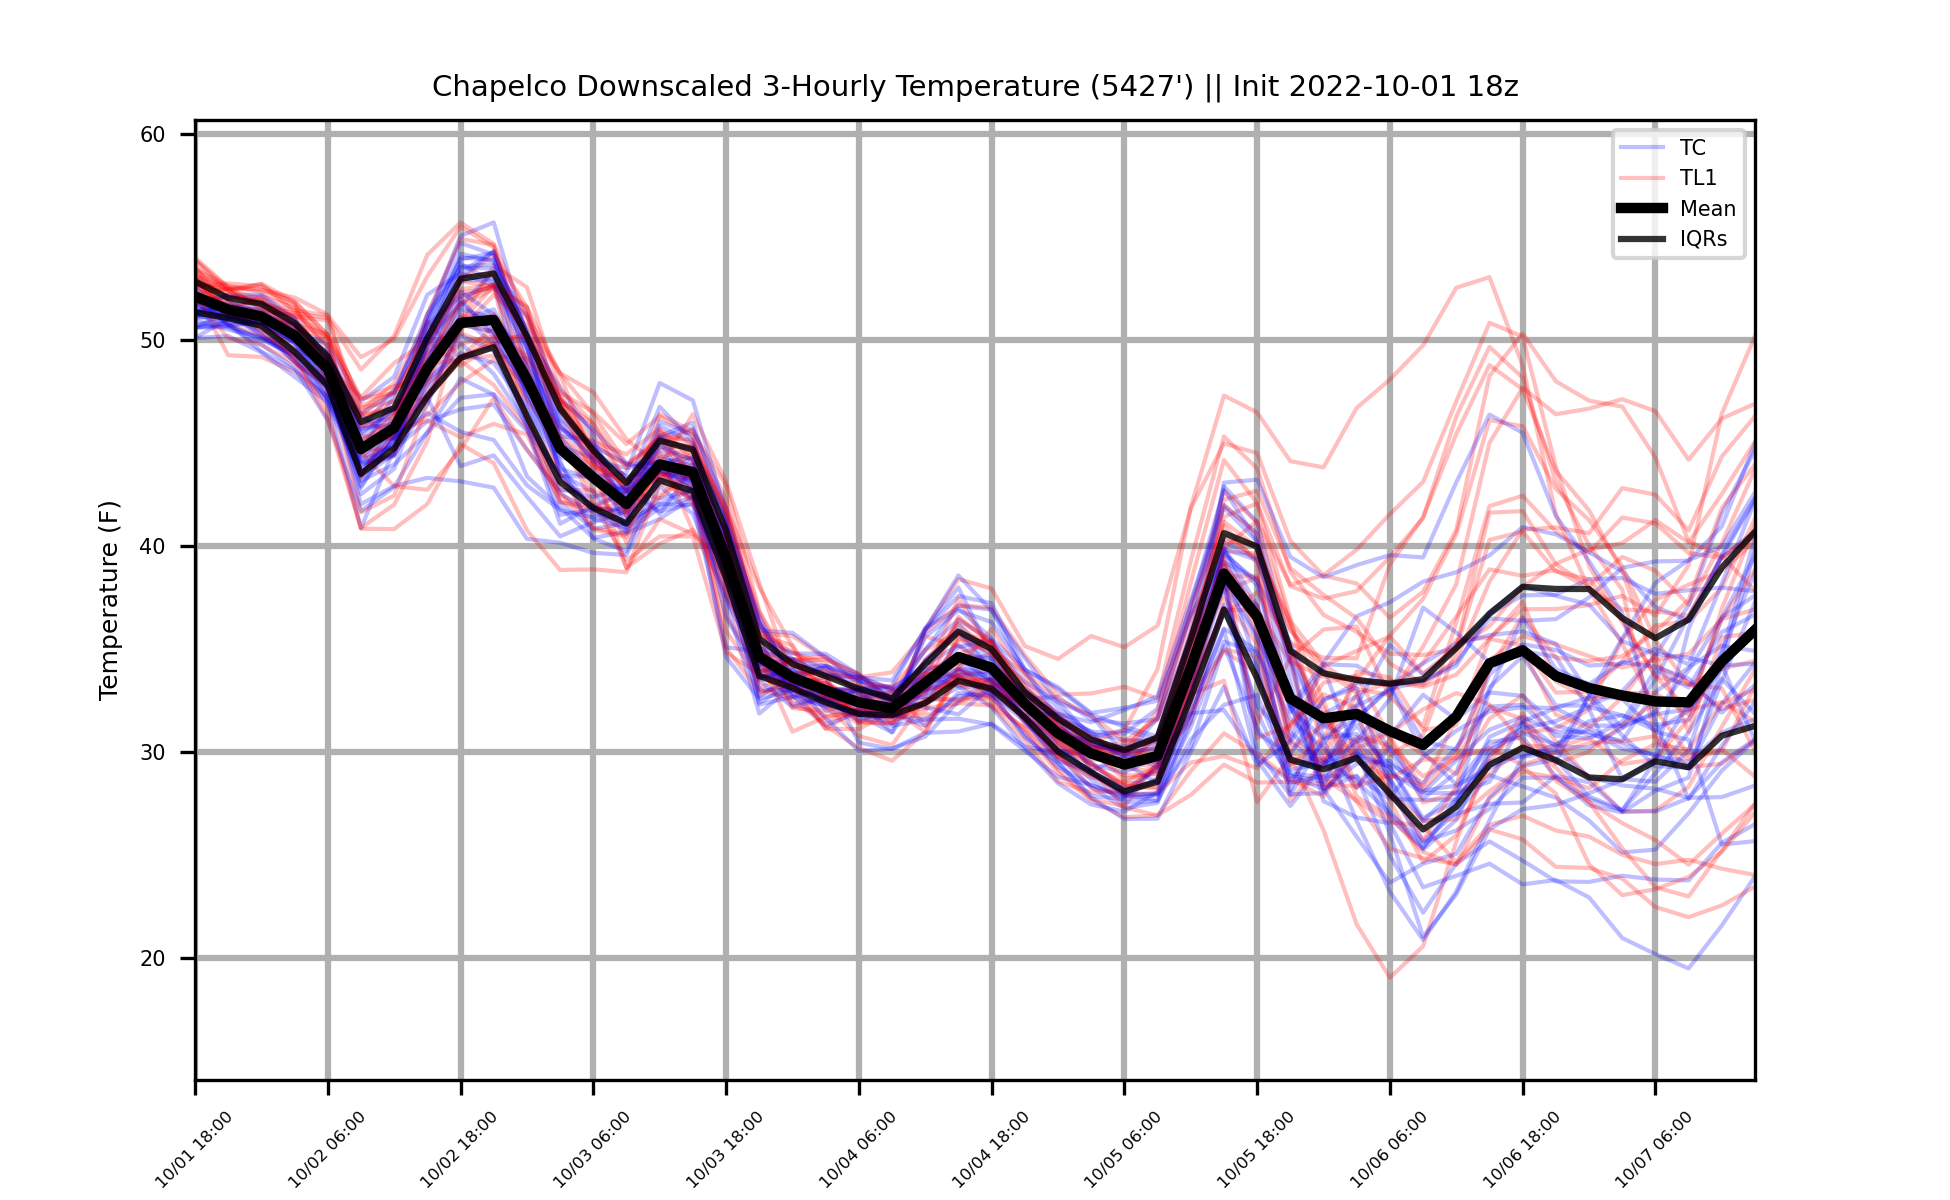 Chapelco Downscaled 3-Hourly Temperature (5427') || Init 2022-10-01 18z
TC
TL1
Mean
IQRs
Temperature (F)
60
50
40
30
20
10/01 18:00
10/02 06:00
10/02 18:00
10/03 06:00
10/03 18:00
10/04 06:00
10/04 18:00
10/05 06:00
10/05 18:00
10/06 06:00
10/06 18:00
10/07 06:00